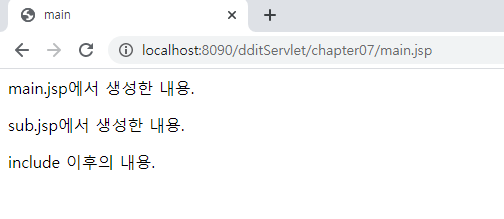 main
localhost:8090/dditServlet/chapter07/main.jsp
main.jsp에서 생성한 내용.
sub.jsp에서 생성한 내용.
include 이후의 내용.